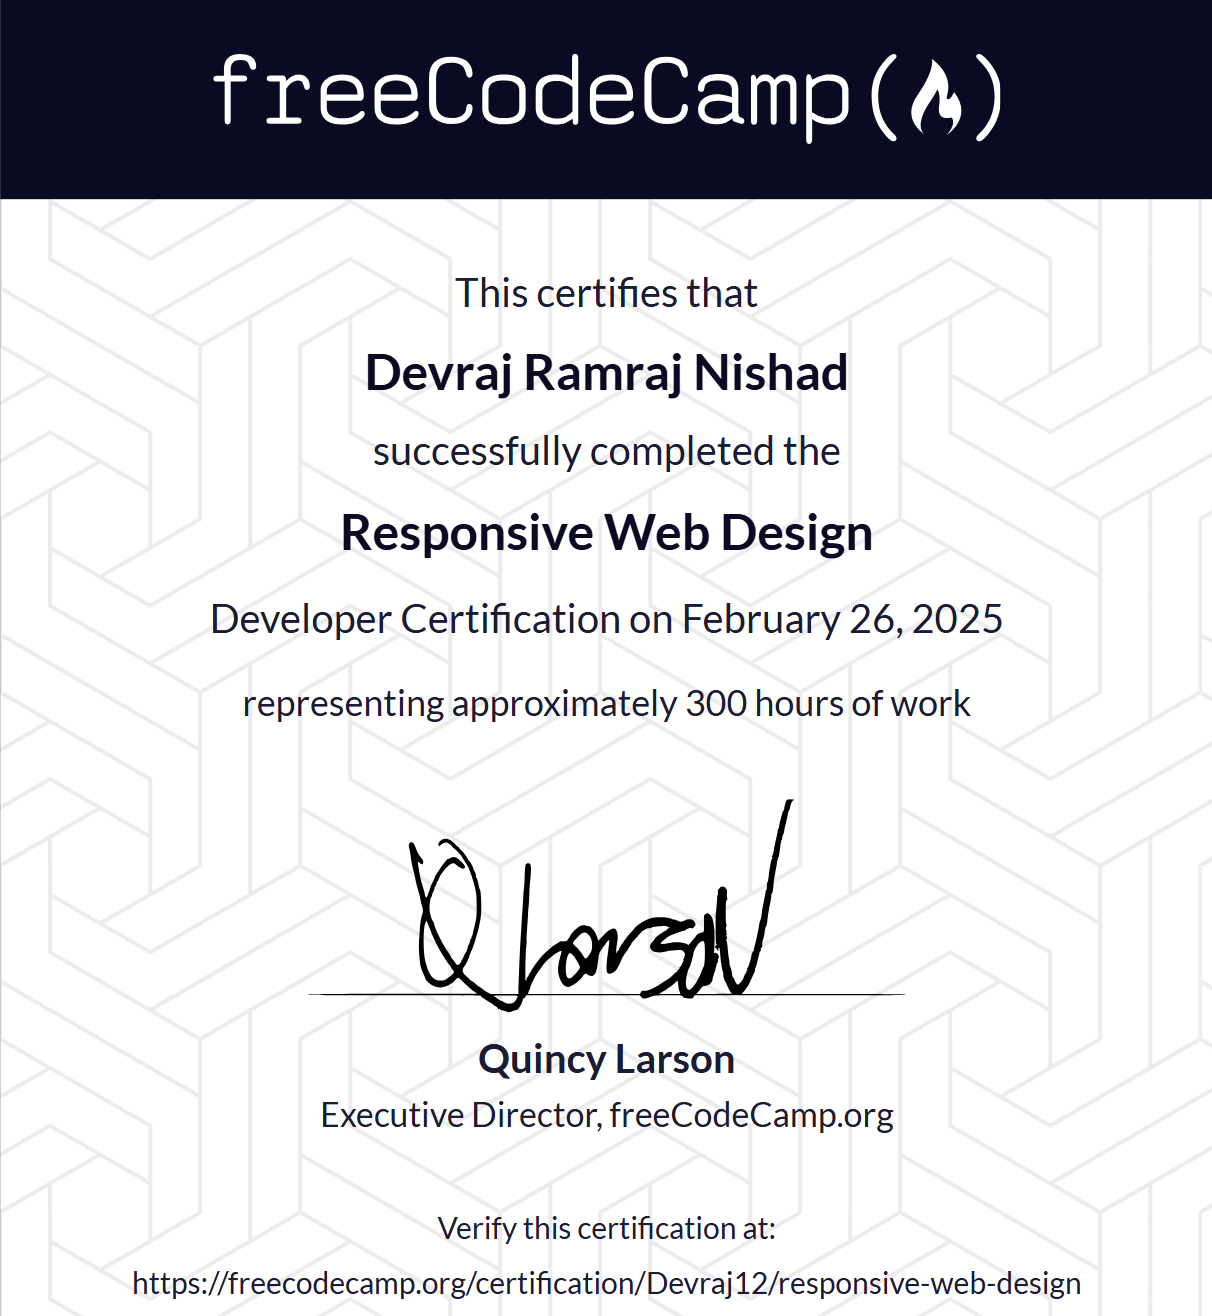 freeCodeCamp
This certifies that
Devraj Ramraj Nishad
successfully completed the
Responsive Web Design
Developer Certification on February 26, 2025
representing approximately 300 hours of work
Q Larson
Quincy Larson
Executive Director, freeCodeCamp.org
Verify this certification at:
https://freecodecamp.org/certification/Devraj12/responsive-web-design